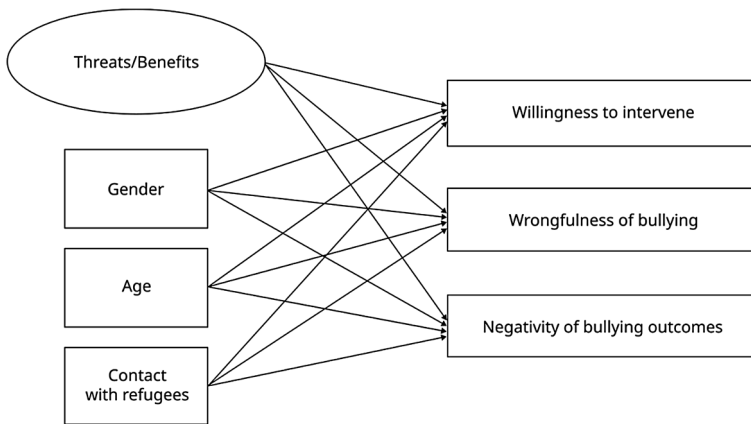 Threats/Benefits
Gender
Age
Contact
with refugees
Willingness to intervene
Wrongfulness of bullying
Negativity of bullying outcomes